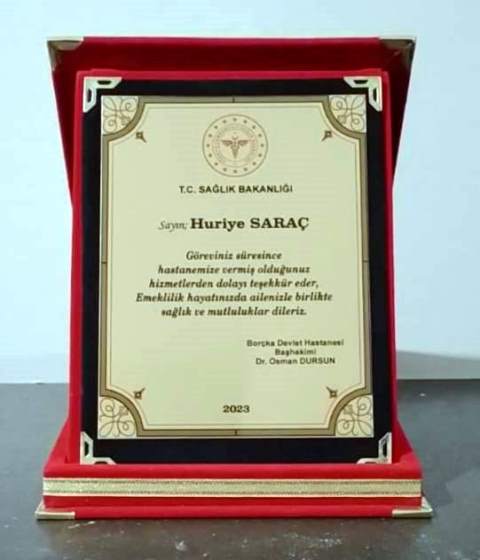 T.C. SAĞLIK BAKANLIĞI
Sayın; Huriye SARAÇ
Göreviniz süresince
hastanemize vermiş olduğunuz
hizmetlerden dolayı teşekkür eder,
Emeklilik hayatınızda ailenizle birlikte
sağlık ve mutluluklar dileriz.
Borçka Devlet Hastanesi
Başhekimi
Dr. Osman DURSUN
2023